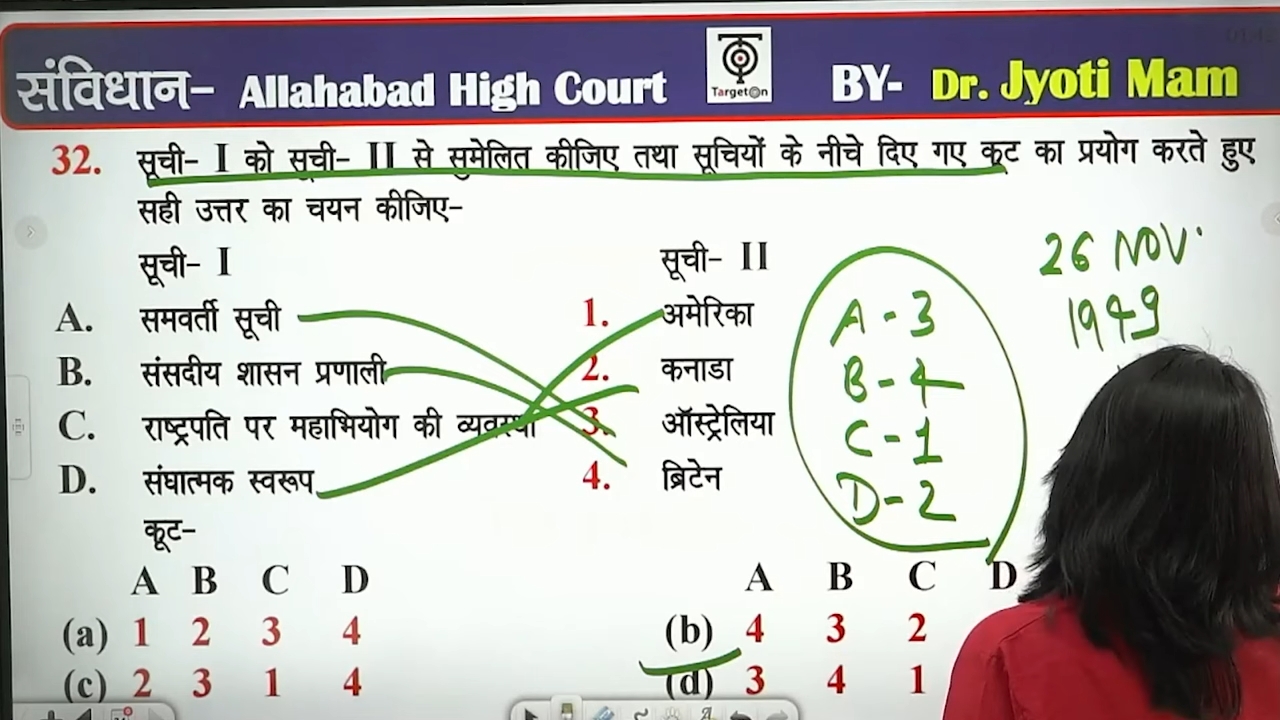 संविधान- Allahabad High Court TargetOn BY- Dr. Jyoti Mam
32. सूची- I को सूची- II से सुमेलित कीजिए तथा सूचियों के नीचे दिए गए कूट का प्रयोग करते हुए
सही उत्तर का चयन कीजिए-
सूची- I सूची- II
A. समवर्ती सूची 1. अमेरिका
B. संसदीय शासन प्रणाली 2. कनाडा
C. राष्ट्रपति पर महाभियोग की व्यवस्था 3. ऑस्ट्रेलिया
D. संघात्मक स्वरूप 4. ब्रिटेन
A - 3
B - 4
C - 1
D - 2
26 NOV.
1949
कूट-
A B C D A B C D
(a) 1 2 3 4 (b) 4 3 2
(c) 2 3 1 4 (d) 3 4 1